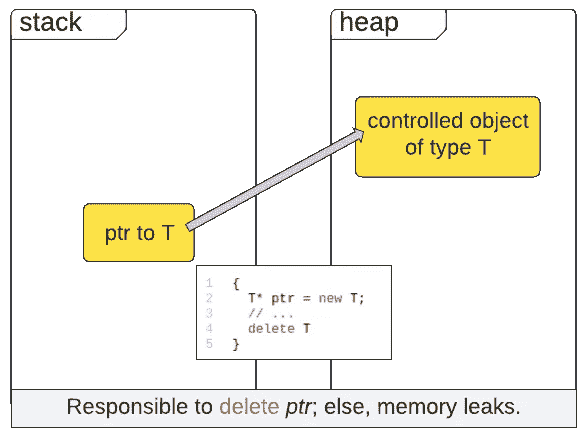 stack
heap
controlled object
of type T
ptr to T
1 {
2 T* ptr = new T;
3 // ...
4 delete T
5 }
Responsible to delete ptr; else, memory leaks.